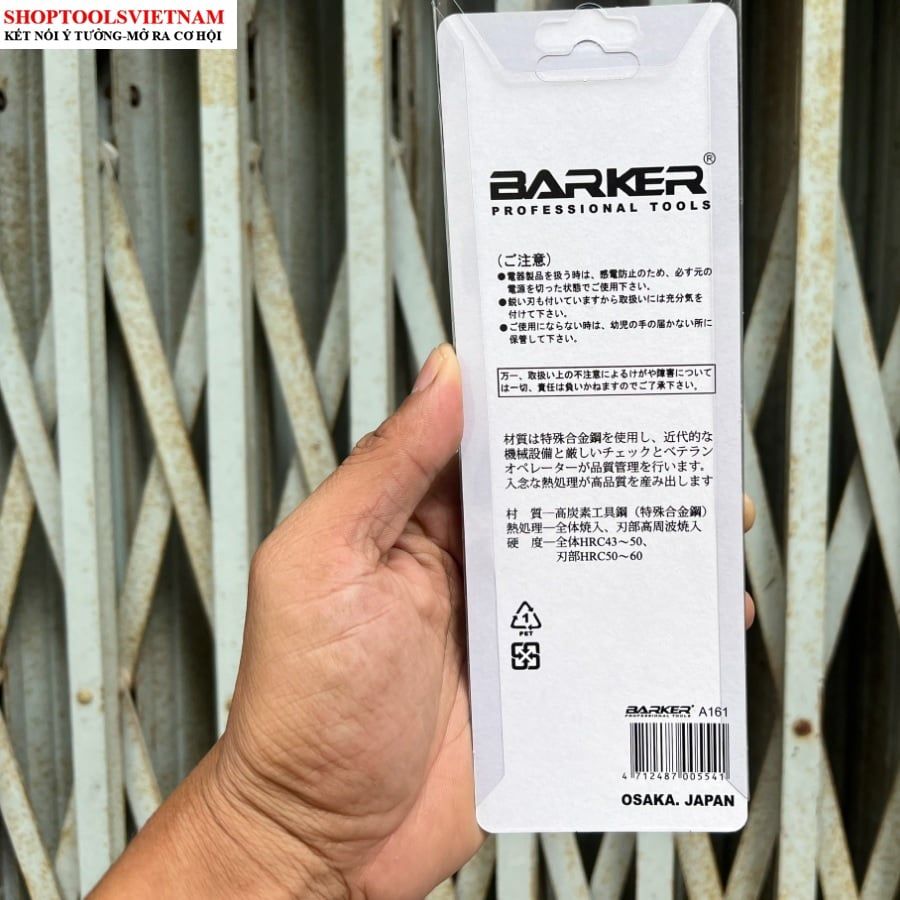 SHOPTOOLSVIETNAM
KẾT NỐI Ý TƯỞNG-MỞ RA CƠ HỘI
BARKER®
PROFESSIONAL TOOLS
(ご注意)
●電器製品を扱う時は、感電防止のため、必す元の
電源を切った状態でご使用下さい。
●鋭い刃も付いていますから取扱いには充分気を
付けて下さい。
●ご使用にならない時は、幼児の手の届かない所に
保管して下さい。
万一、取扱い上の不注意によるけがや障害について
は一切、責任は負いかねますのでご了承下さい。
材質は特殊合金鋼を使用し、近代的な
機械設備と厳しいチェックとベテラン
オペレーターが品質管理を行います。
入念な熱処理が高品質を産み出します
材 質—高炭素工具鋼（特殊合金鋼）
熱処理—全体焼入、刃部高周波焼入
硬 度—全体HRC43～50、
刃部HRC50～60
1
PET
BARKER® A161
PROFESSIONAL TOOLS
4 712487 005541
OSAKA. JAPAN